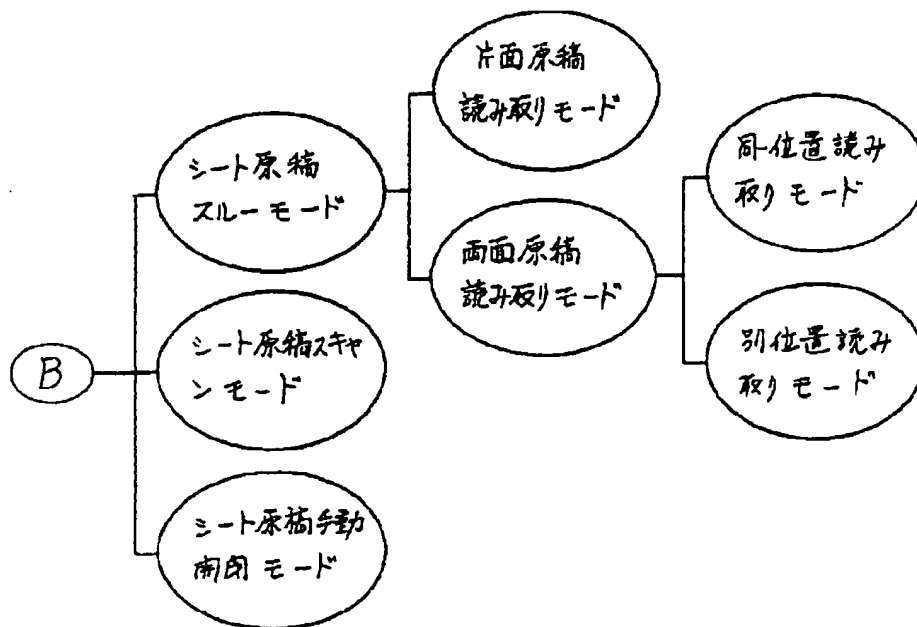 片面原稿
読み取りモード
シート原稿
スルーモード
同一位置読み
取りモード
両面原稿
読み取りモード
シート原稿スキャ
ンモード
別位置読み
取りモード
B
シート原稿手動
開閉モード